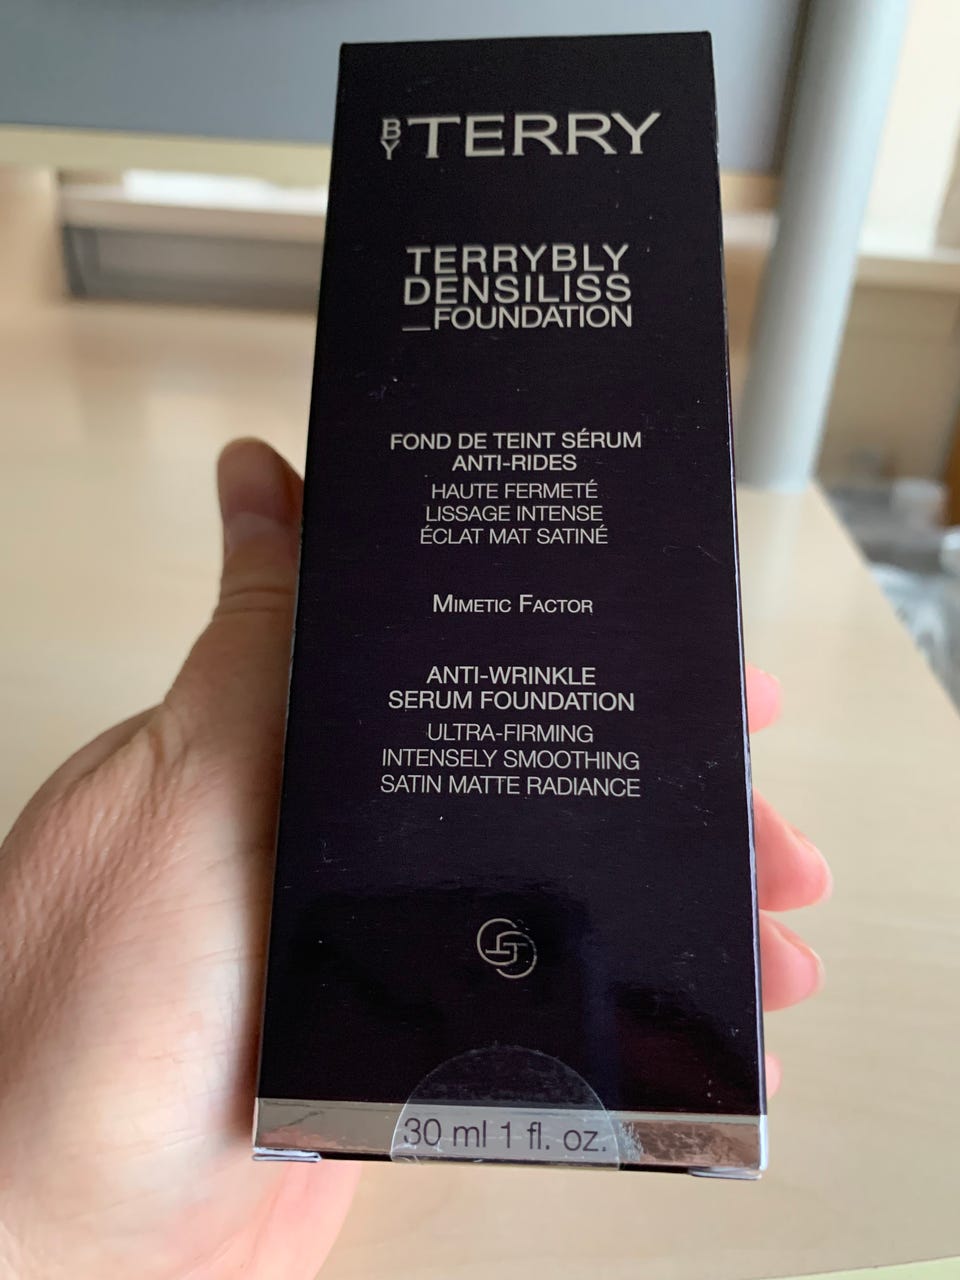 BY TERRY
TERRYBLY
DENSILISS
_FOUNDATION
FOND DE TEINT SÉRUM
ANTI-RIDES
HAUTE FERMETÉ
LISSAGE INTENSE
ÉCLAT MAT SATINÉ
MIMETIC FACTOR
ANTI-WRINKLE
SERUM FOUNDATION
ULTRA-FIRMING
INTENSELY SMOOTHING
SATIN MATTE RADIANCE
30 ml 1 fl. oz.